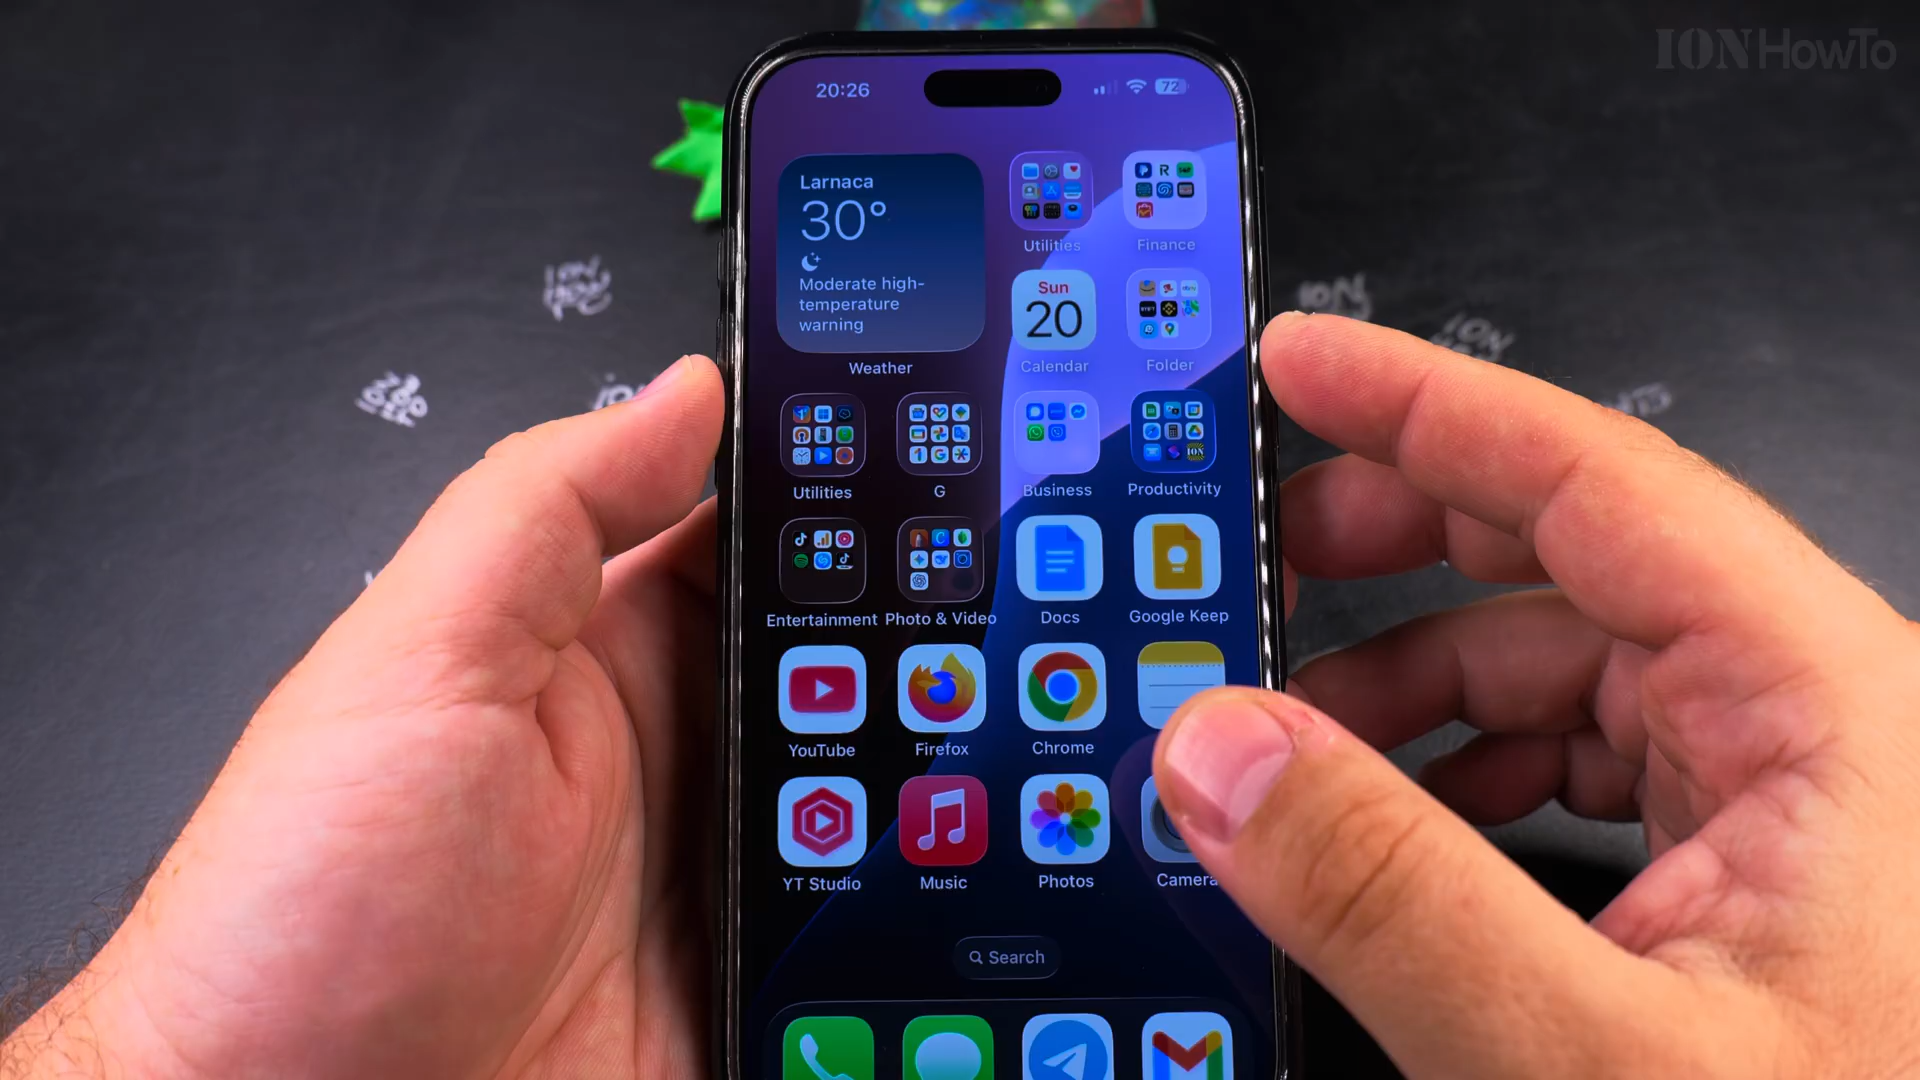 ION HowTo
20:26
72
Larnaca
30°
Moderate high-
temperature
warning
Weather
Utilities
Finance
Sun
20
Calendar
Folder
Utilities
G
Business
Productivity
Entertainment
Photo & Video
Docs
Google Keep
YouTube
Firefox
Chrome
YT Studio
Music
Photos
Camera
Search